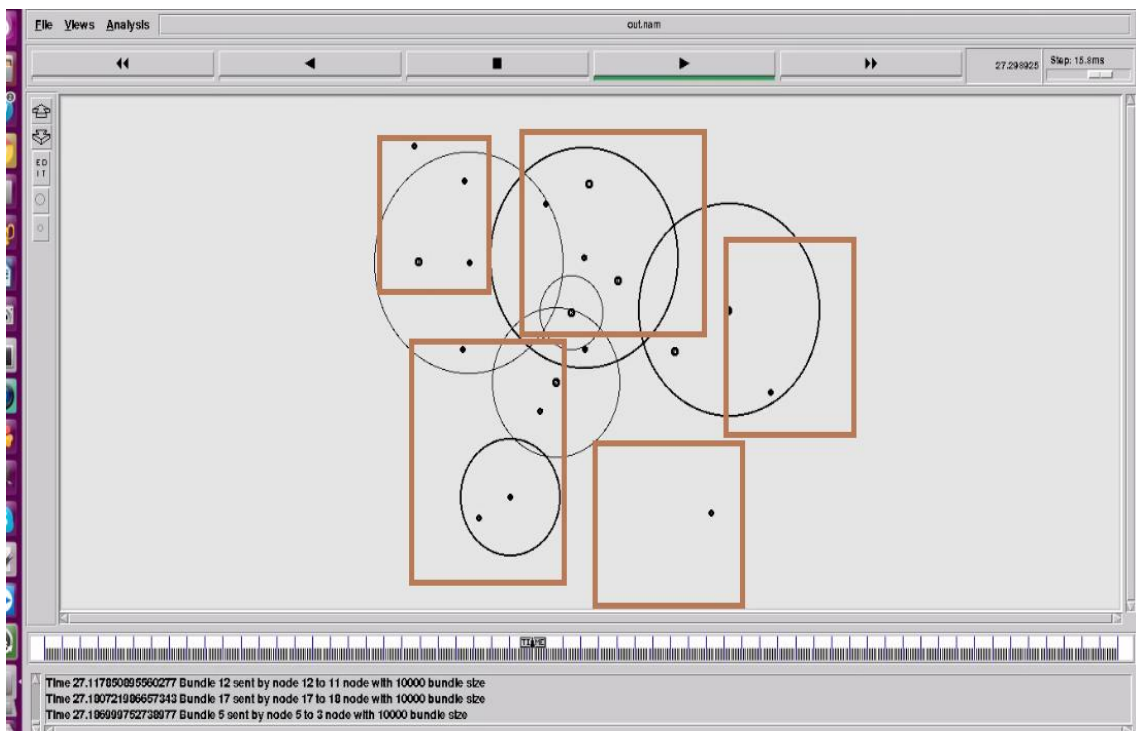 File Views Analysis out.nam
27.298925 Step: 15.8ms
ED
IT
TIME
Time 27.117850895560277 Bundle 12 sent by node 12 to 11 node with 10000 bundle size
Time 27.180721986657343 Bundle 17 sent by node 17 to 18 node with 10000 bundle size
Time 27.186999752738977 Bundle 5 sent by node 5 to 3 node with 10000 bundle size